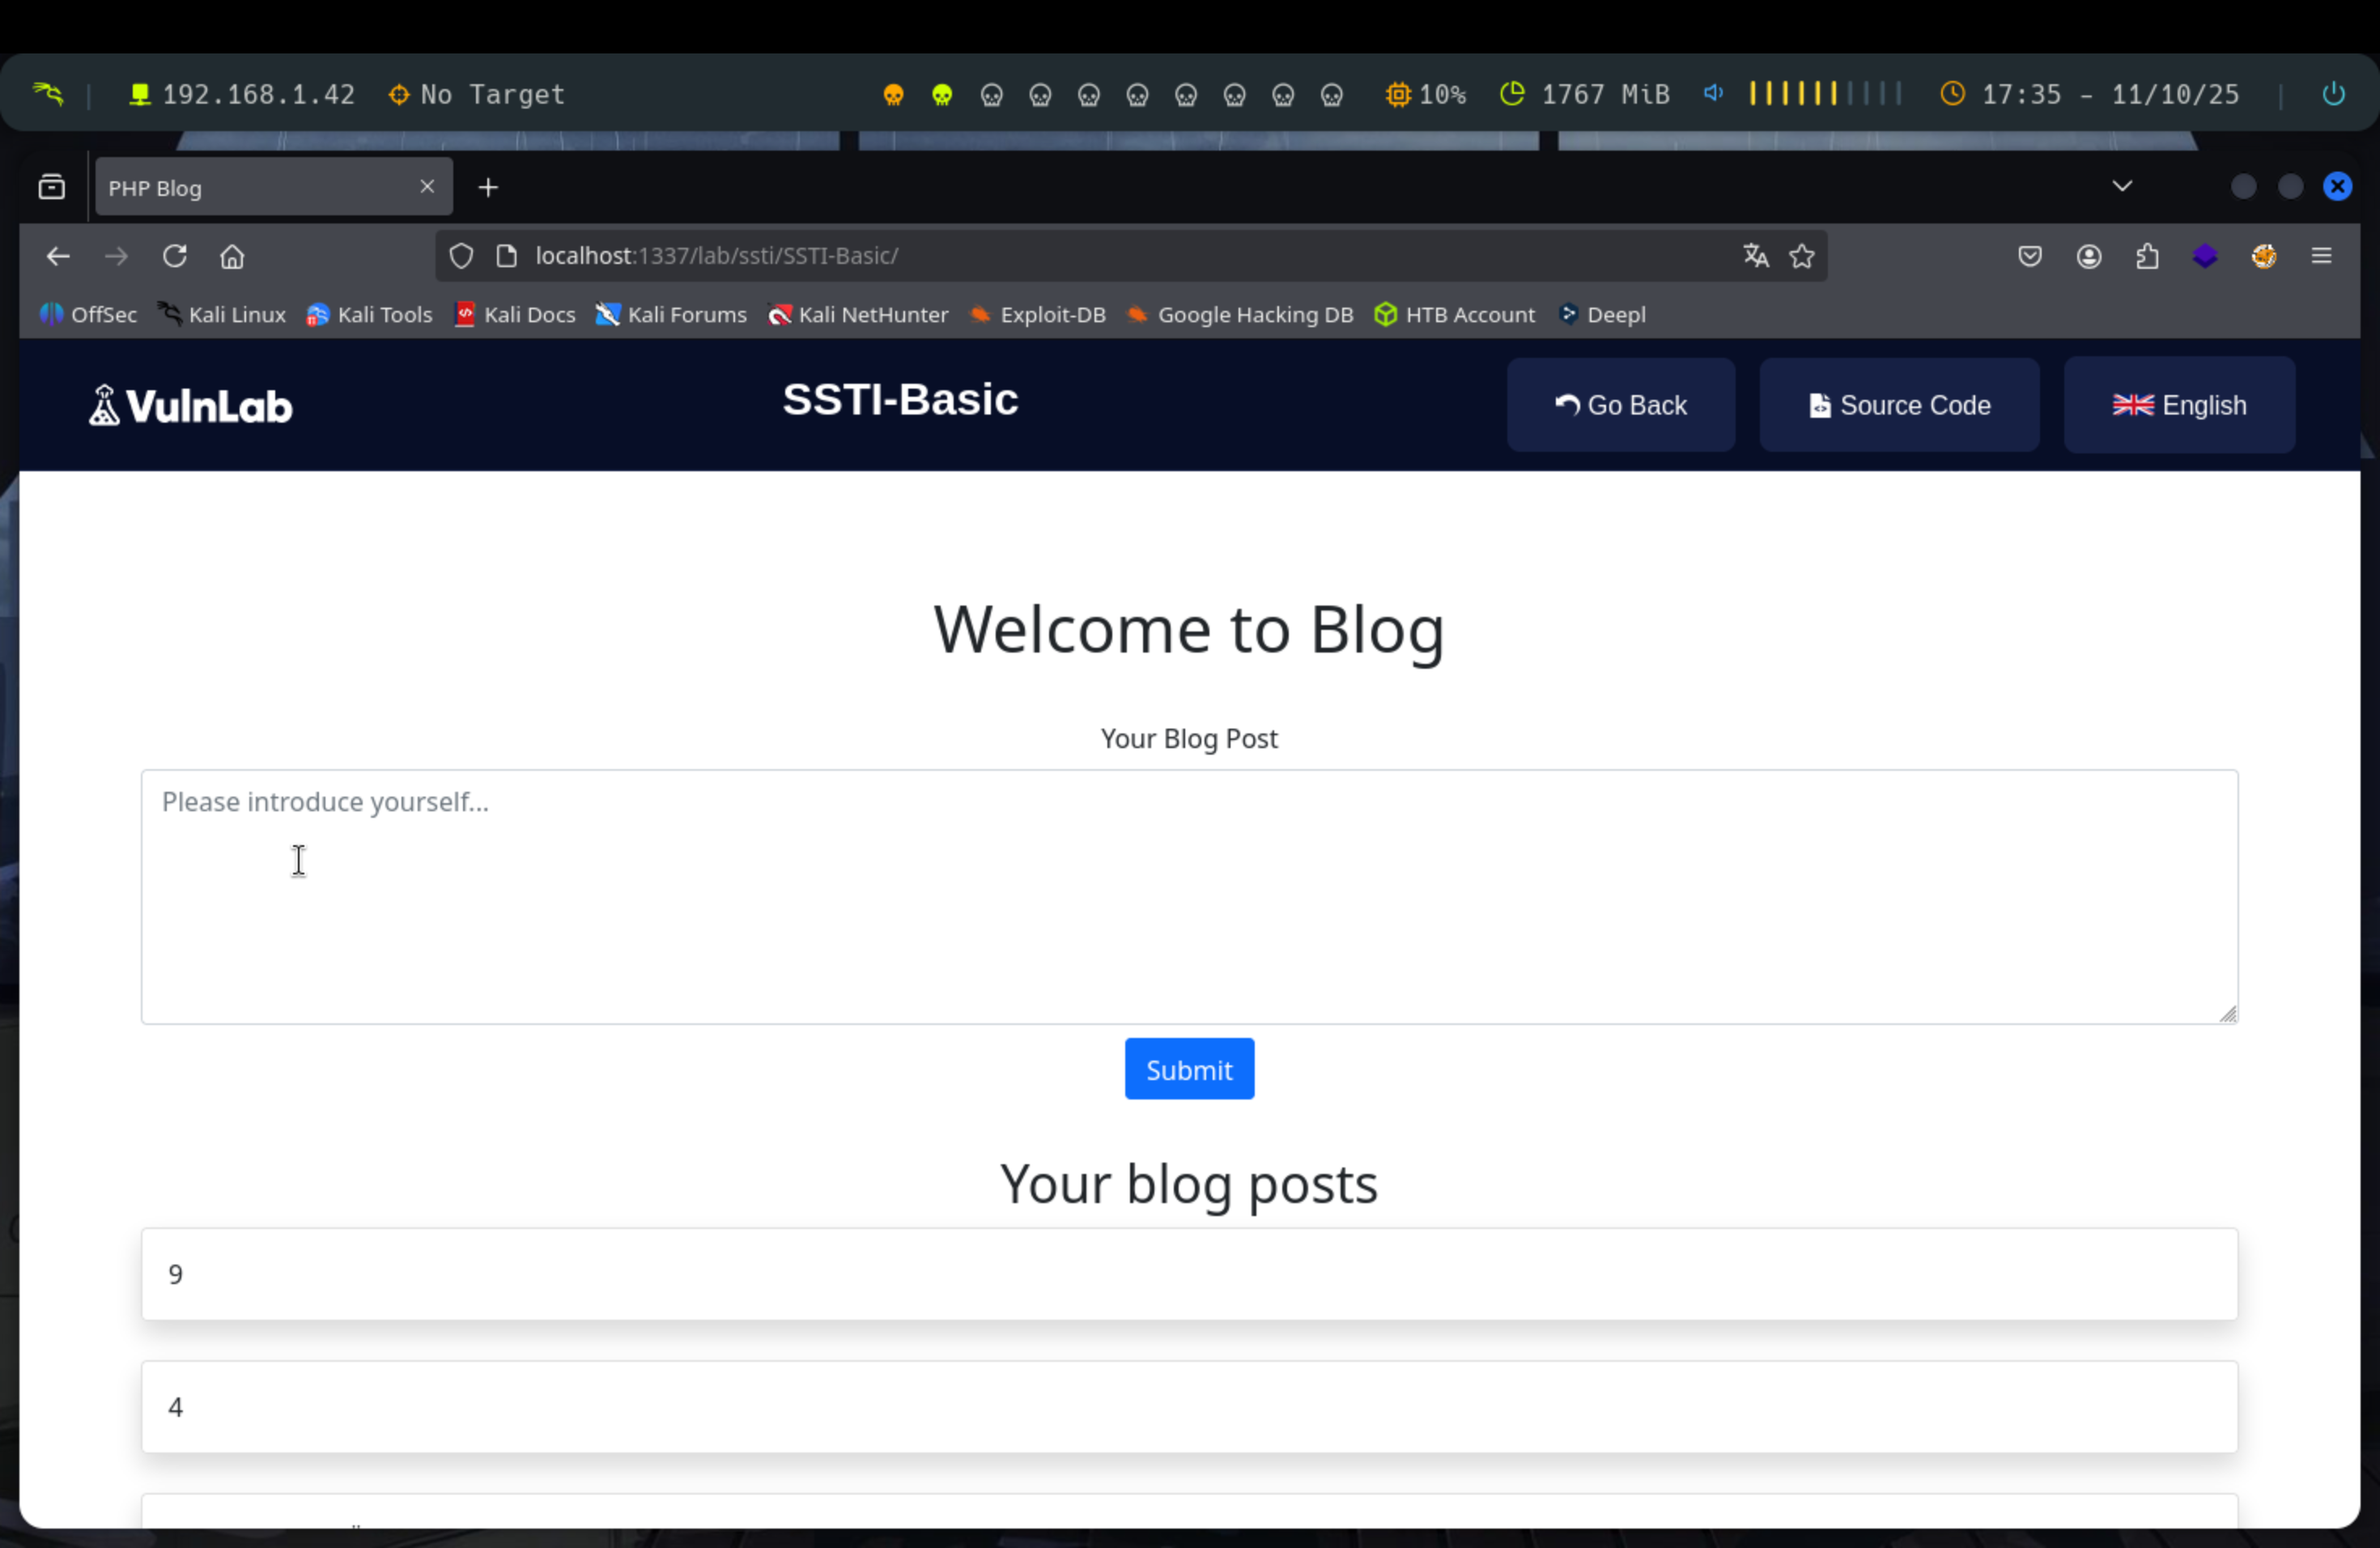 192.168.1.42 No Target 10% 1767 MiB 17:35 - 11/10/25
PHP Blog
localhost:1337/lab/ssti/SSTI-Basic/
OffSec Kali Linux Kali Tools Kali Docs Kali Forums Kali NetHunter Exploit-DB Google Hacking DB HTB Account Deepl
VulnLab SSTI-Basic Go Back Source Code English
Welcome to Blog
Your Blog Post
Please introduce yourself...
Submit
Your blog posts
9
4